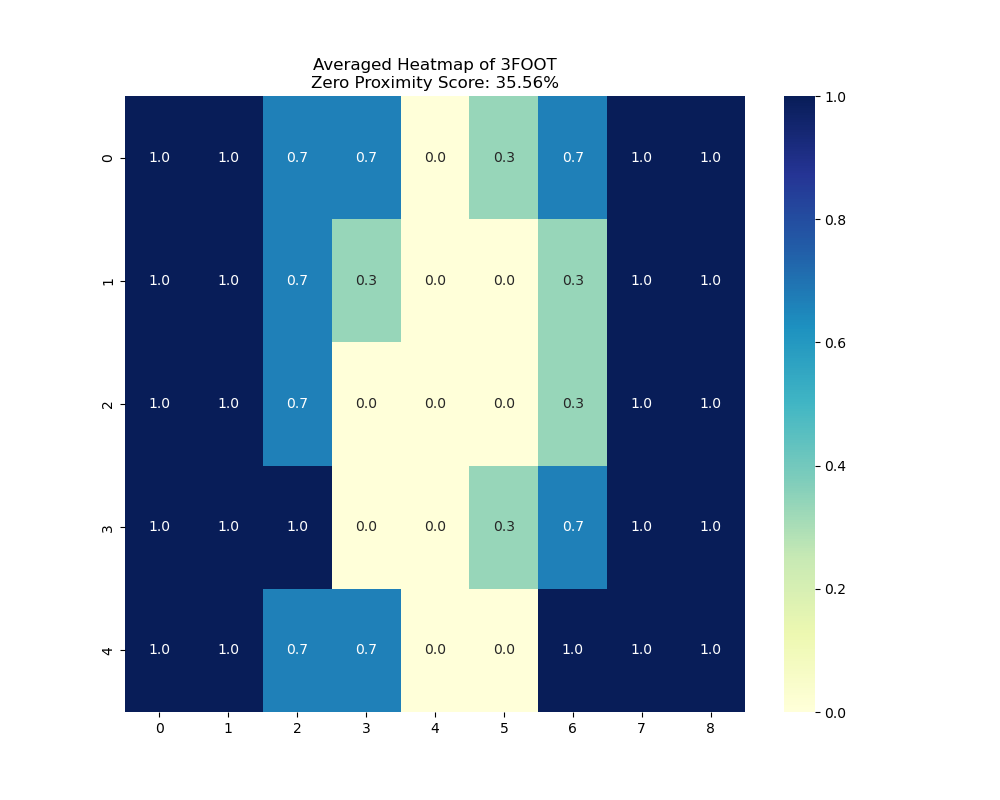 Averaged Heatmap of 3FOOT
Zero Proximity Score: 35.56%
0 1.0 1.0 0.7 0.7 0.0 0.3 0.7 1.0 1.0
1 1.0 1.0 0.7 0.3 0.0 0.0 0.3 1.0 1.0
2 1.0 1.0 0.7 0.0 0.0 0.0 0.3 1.0 1.0
3 1.0 1.0 1.0 0.0 0.0 0.3 0.7 1.0 1.0
4 1.0 1.0 0.7 0.7 0.0 0.0 1.0 1.0 1.0
0 1 2 3 4 5 6 7 8
1.0
0.8
0.6
0.4
0.2
0.0